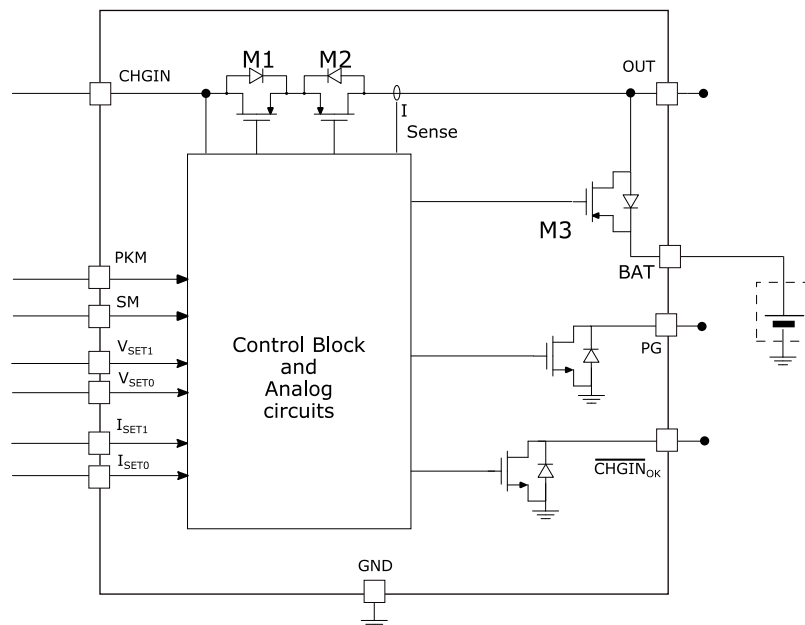 M1
M2
CHGIN
OUT
I
Sense
M3
PKM
BAT
SM
VSET1
PG
VSET0
Control Block
and
Analog
circuits
ISET1
ISET0
CHGINOK
GND